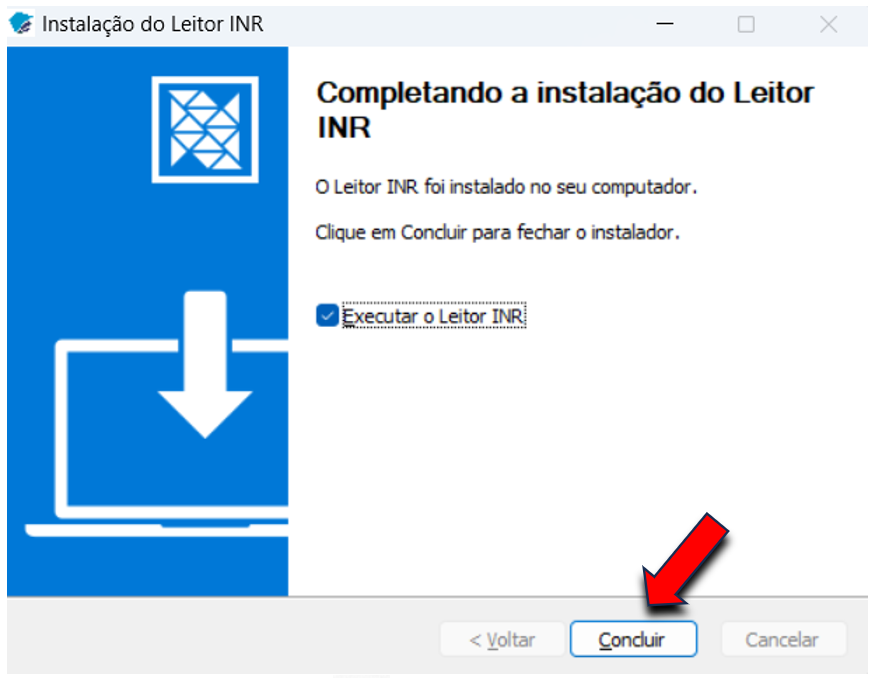 Instalação do Leitor INR
Completando a instalação do Leitor
INR
O Leitor INR foi instalado no seu computador.
Clique em Concluir para fechar o instalador.
Executar o Leitor INR
< Voltar
Concluir
Cancelar